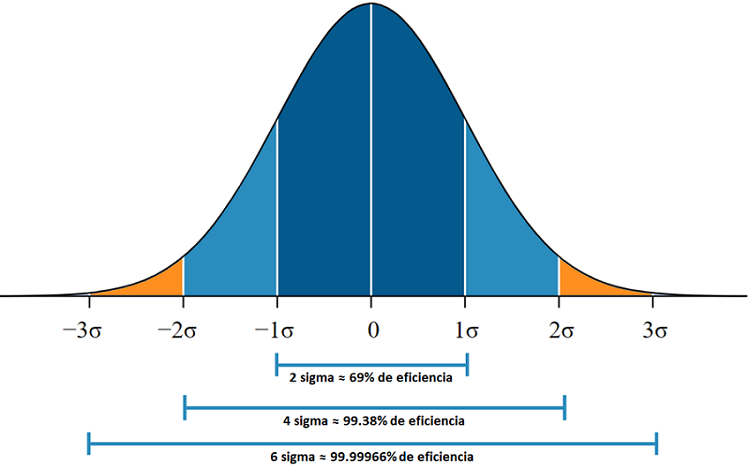 −3σ −2σ −1σ 0 1σ 2σ 3σ
2 sigma ≈ 69% de eficiencia
4 sigma ≈ 99.38% de eficiencia
6 sigma ≈ 99.99966% de eficiencia